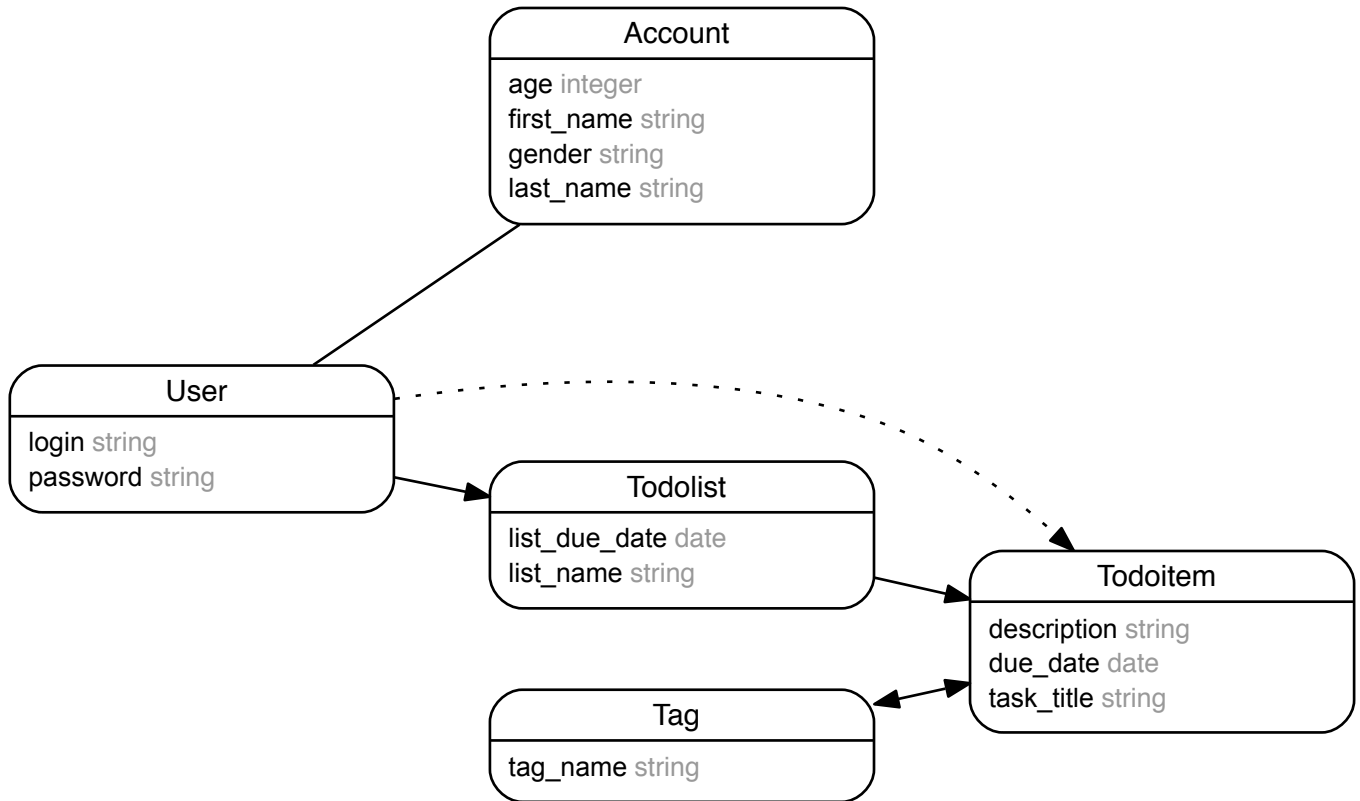 Account
age integer
first_name string
gender string
last_name string
User
login string
password string
Todolist
list_due_date date
list_name string
Todoitem
description string
due_date date
task_title string
Tag
tag_name string